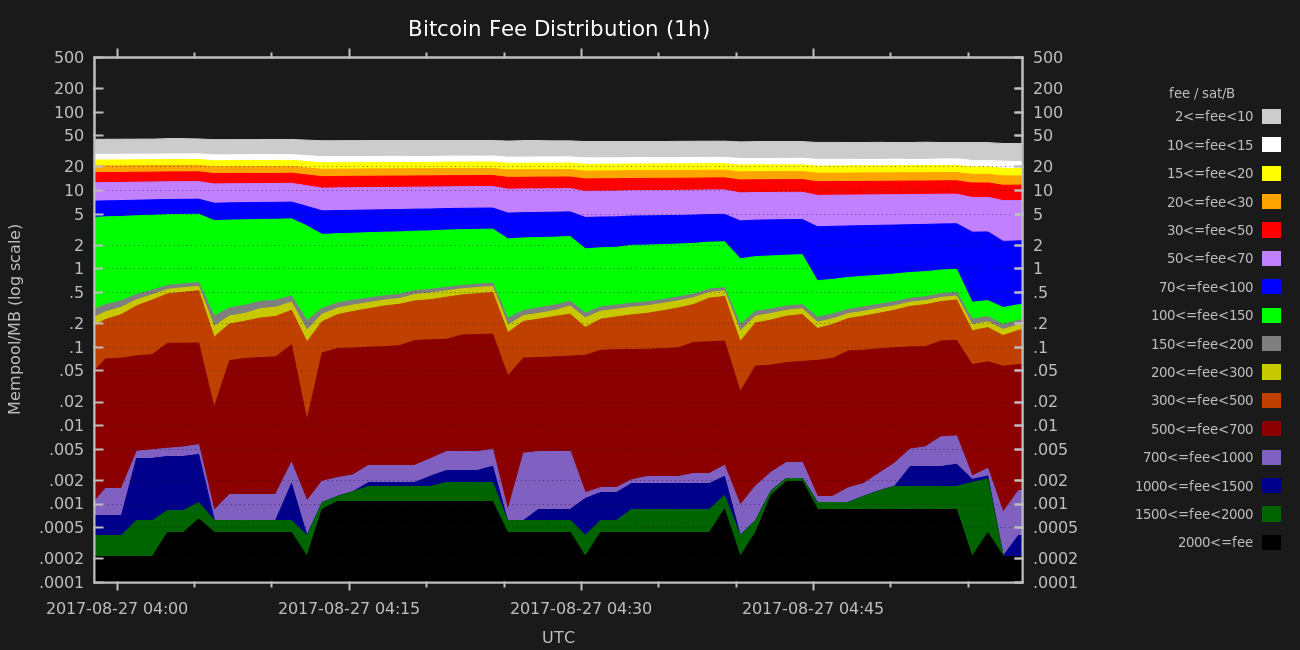 Bitcoin Fee Distribution (1h)
500
200
100
50
20
10
5
2
1
.5
.2
.1
.05
.02
.01
.005
.002
.001
.0005
.0002
.0001
Mempool/MB (log scale)
500
200
100
50
20
10
5
2
1
.5
.2
.1
.05
.02
.01
.005
.002
.001
.0005
.0002
.0001
2017-08-27 04:00 2017-08-27 04:15 2017-08-27 04:30 2017-08-27 04:45
UTC
fee / sat/B
2<=fee<10
10<=fee<15
15<=fee<20
20<=fee<30
30<=fee<50
50<=fee<70
70<=fee<100
100<=fee<150
150<=fee<200
200<=fee<300
300<=fee<500
500<=fee<700
700<=fee<1000
1000<=fee<1500
1500<=fee<2000
2000<=fee